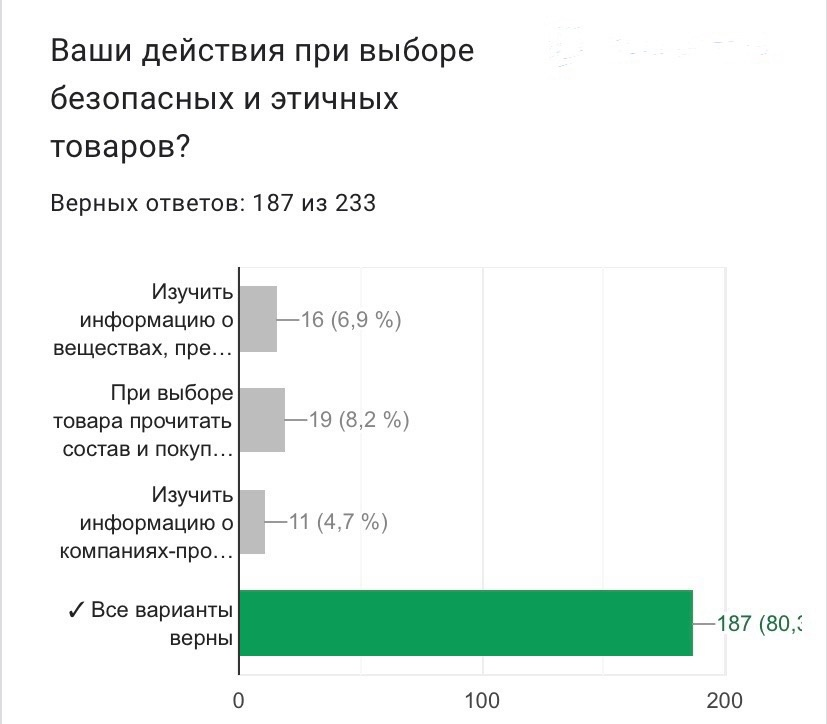 Ваши действия при выборе
безопасных и этичных
товаров?
Верных ответов: 187 из 233
Изучить
информацию о
веществах, пре…
16 (6,9 %)
При выборе
товара прочитать
состав и покуп…
19 (8,2 %)
Изучить
информацию о
компаниях-про…
11 (4,7 %)
✓ Все варианты
верны
187 (80,3
0
100
200